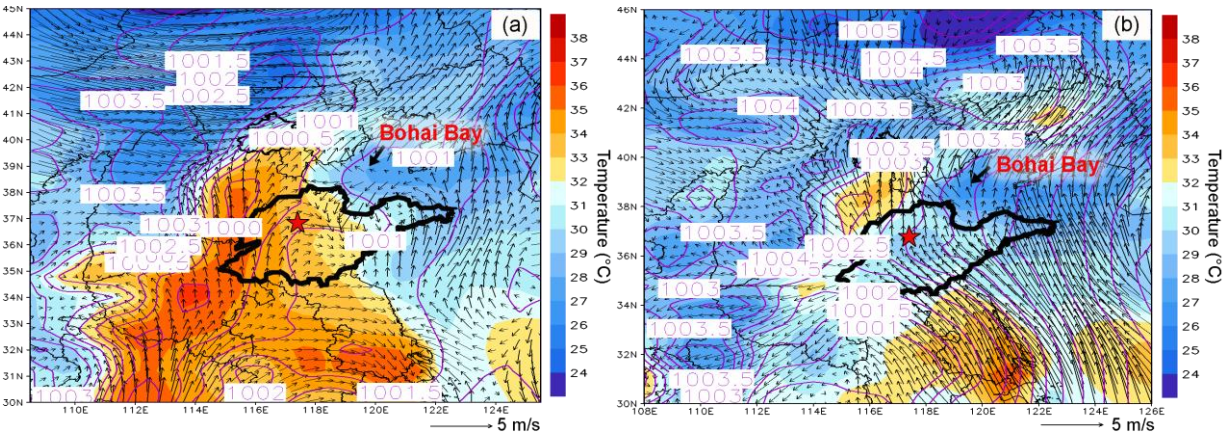 (a)
45N
44N
43N
42N
41N
40N
39N
38N
37N
36N
35N
34N
33N
32N
31N
30N
110E
112E
114E
116E
118E
120E
122E
124E
1001.5
1002
1002.5
1003.5
1001
1000.5
Bohai Bay
1001
1003.5
1003
1000
1002.5
1001
1003
1002
1001.5
38
37
36
35
34
33
32
31
30
29
28
27
26
25
24
Temperature (°C)
5 m/s
(b)
46N
44N
42N
40N
38N
36N
34N
32N
30N
108E
110E
112E
114E
116E
118E
120E
122E
124E
126E
1005
1003.5
1004.5
1004
1003.5
1003
1004
1003.5
1003.5
Bohai Bay
1003.5
1002.5
1004
1003
1002
1001.5
1001
1003.5
1003.5
1003
38
37
36
35
34
33
32
31
30
29
28
27
26
25
24
Temperature (°C)
5 m/s